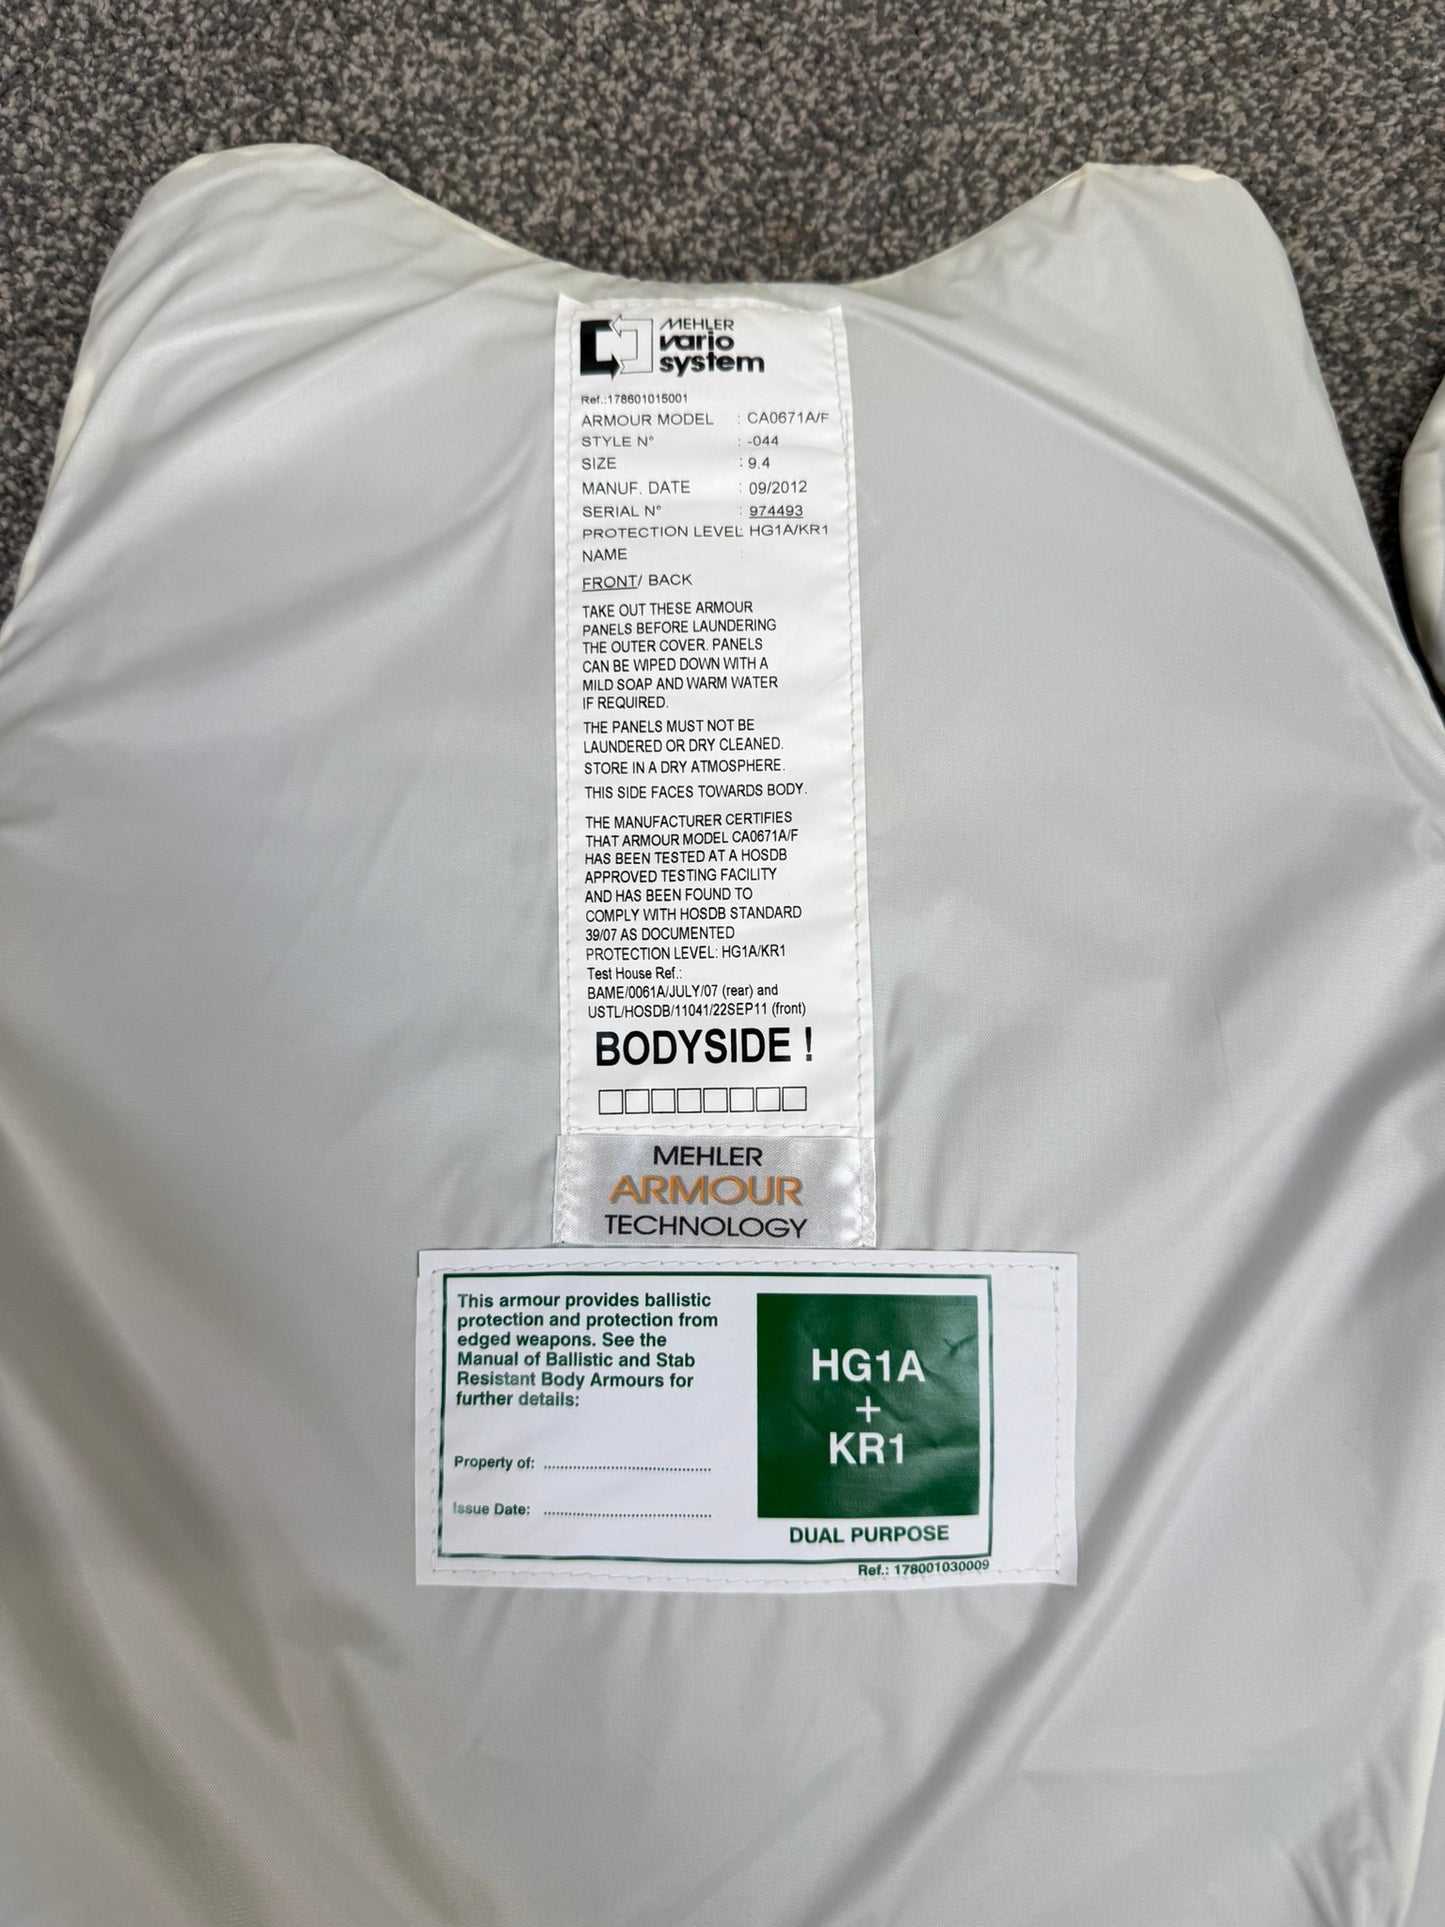 MEHLER
vario
system
Ref.:178601015001
ARMOUR MODEL : CA0671A/F
STYLE N° : -044
SIZE : 9.4
MANUF. DATE : 09/2012
SERIAL N° : 974493
PROTECTION LEVEL: HG1A/KR1
NAME :
FRONT/ BACK
TAKE OUT THESE ARMOUR
PANELS BEFORE LAUNDERING
THE OUTER COVER. PANELS
CAN BE WIPED DOWN WITH A
MILD SOAP AND WARM WATER
IF REQUIRED.
THE PANELS MUST NOT BE
LAUNDERED OR DRY CLEANED.
STORE IN A DRY ATMOSPHERE.
THIS SIDE FACES TOWARDS BODY.
THE MANUFACTURER CERTIFIES
THAT ARMOUR MODEL CA0671A/F
HAS BEEN TESTED AT A HOSDB
APPROVED TESTING FACILITY
AND HAS BEEN FOUND TO
COMPLY WITH HOSDB STANDARD
39/07 AS DOCUMENTED
PROTECTION LEVEL: HG1A/KR1
Test House Ref.:
BAME/0061A/JULY/07 (rear) and
USTL/HOSDB/11041/22SEP11 (front)
BODYSIDE !
MEHLER
ARMOUR
TECHNOLOGY
This armour provides ballistic
protection and protection from
edged weapons. See the
Manual of Ballistic and Stab
Resistant Body Armours for
further details:
Property of: ........................................
Issue Date: ........................................
HG1A
+
KR1
DUAL PURPOSE
Ref.: 178001030009